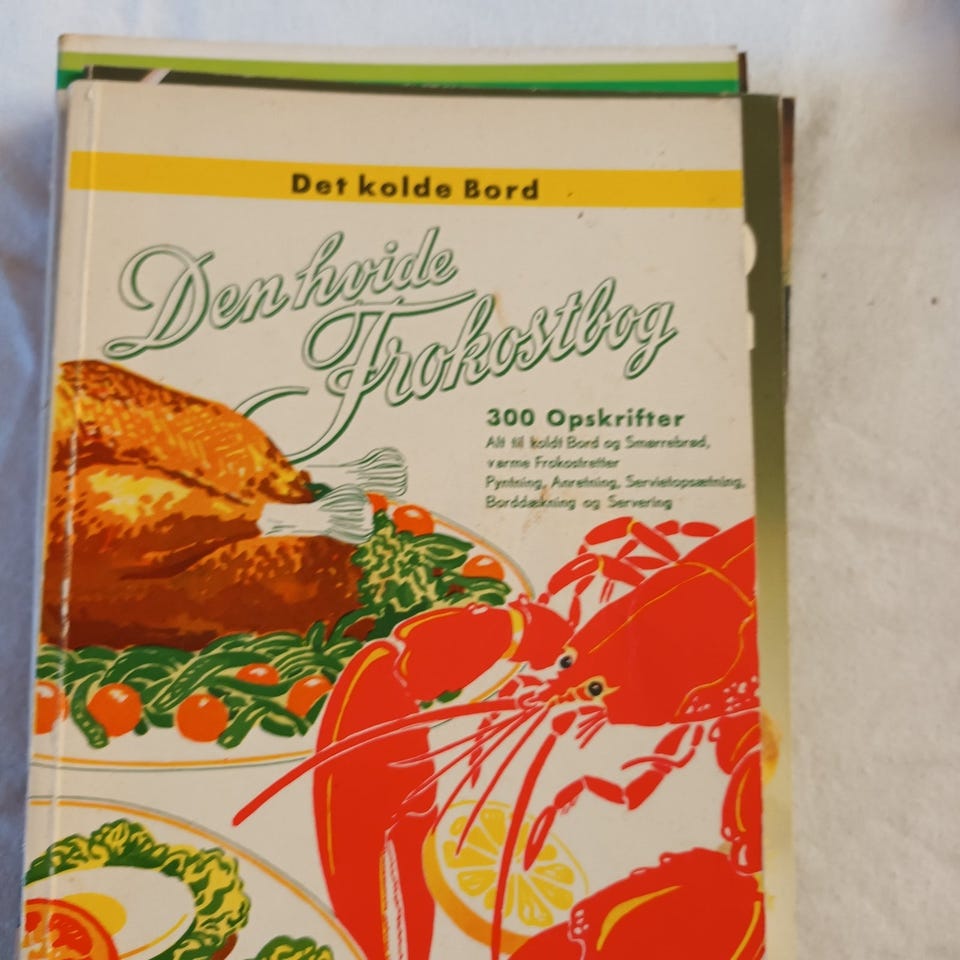 Det kolde Bord
Den hvide
Frokostbog
300 Opskrifter
Alt til koldt Bord og Smørrebrød,
varme Frokostretter
Pyntning, Anretning, Servietopsætning,
Borddækning og Servering